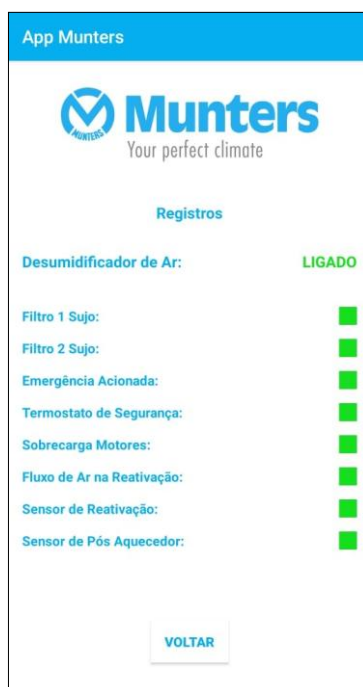 App Munters
MUNTERS
Munters
Your perfect climate
Registros
Desumidificador de Ar: LIGADO
Filtro 1 Sujo:
Filtro 2 Sujo:
Emergência Acionada:
Termostato de Segurança:
Sobrecarga Motores:
Fluxo de Ar na Reativação:
Sensor de Reativação:
Sensor de Pós Aquecedor:
VOLTAR